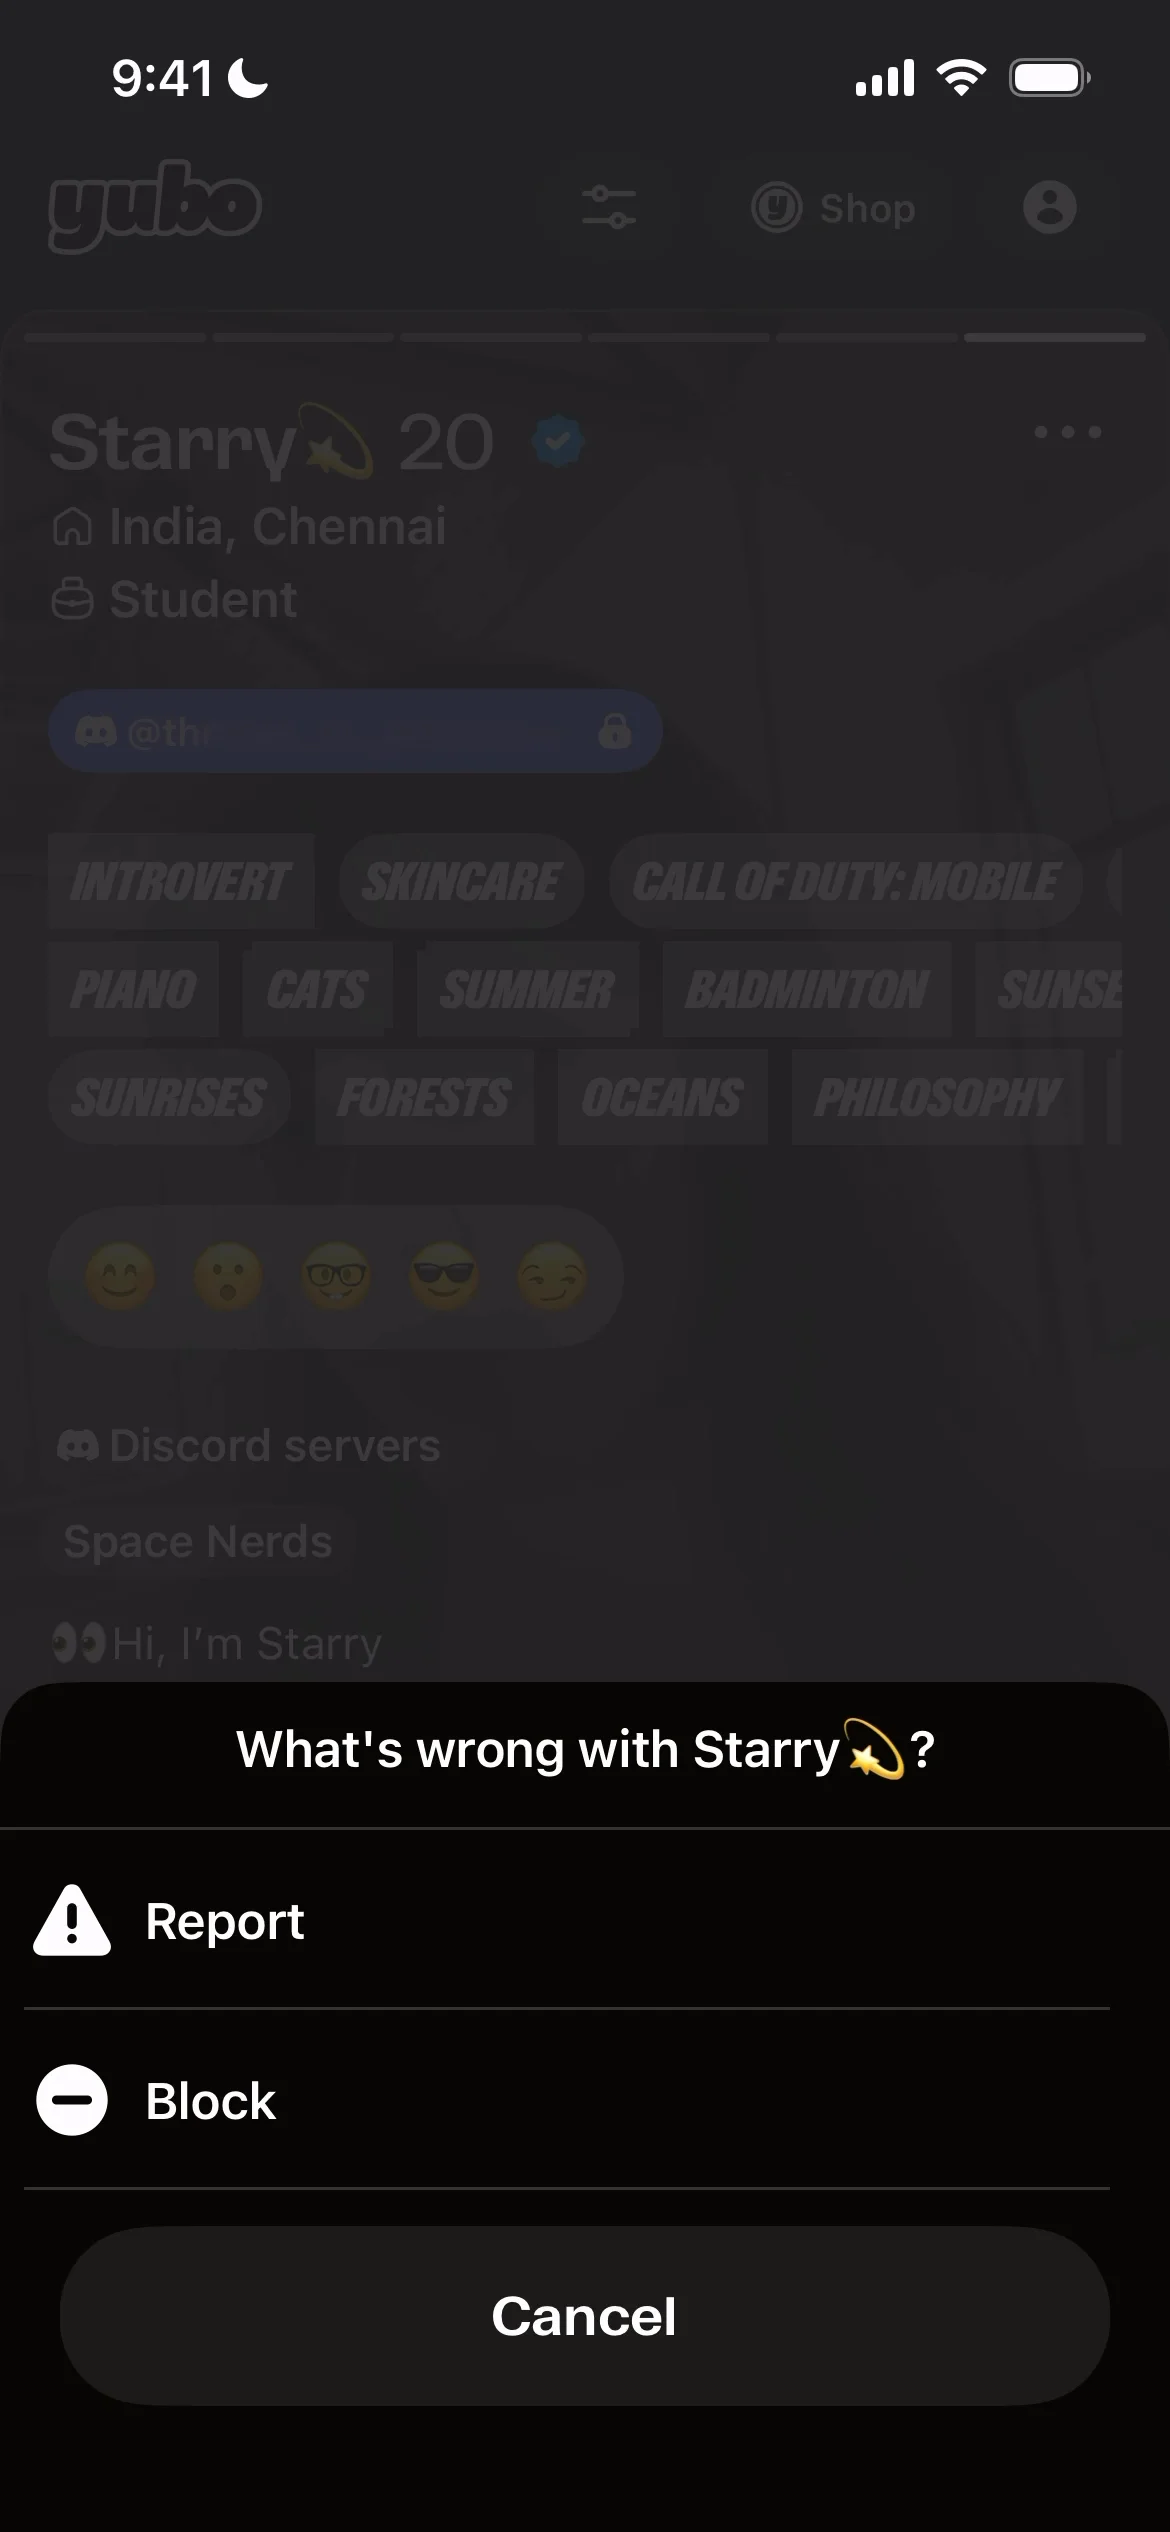 9:41
yubo
Shop
Starry💫 20
India, Chennai
Student
@th
INTROVERT SKINCARE CALL OF DUTY: MOBILE
PIANO CATS SUMMER BADMINTON SUNSE
SUNRISES FORESTS OCEANS PHILOSOPHY
Discord servers
Space Nerds
👀Hi, I'm Starry
What's wrong with Starry💫?
Report
Block
Cancel